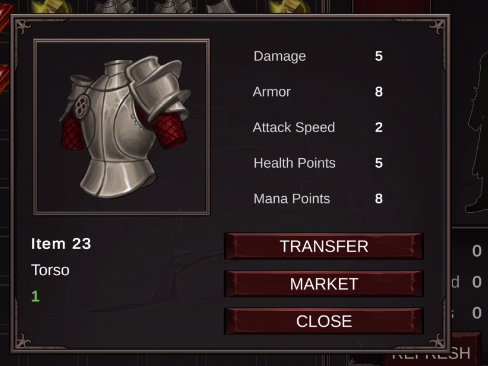 Damage 5
Armor 8
Attack Speed 2
Health Points 5
Mana Points 8
Item 23
Torso
1
TRANSFER
MARKET
CLOSE
0
d 0
s 0
REFRESH